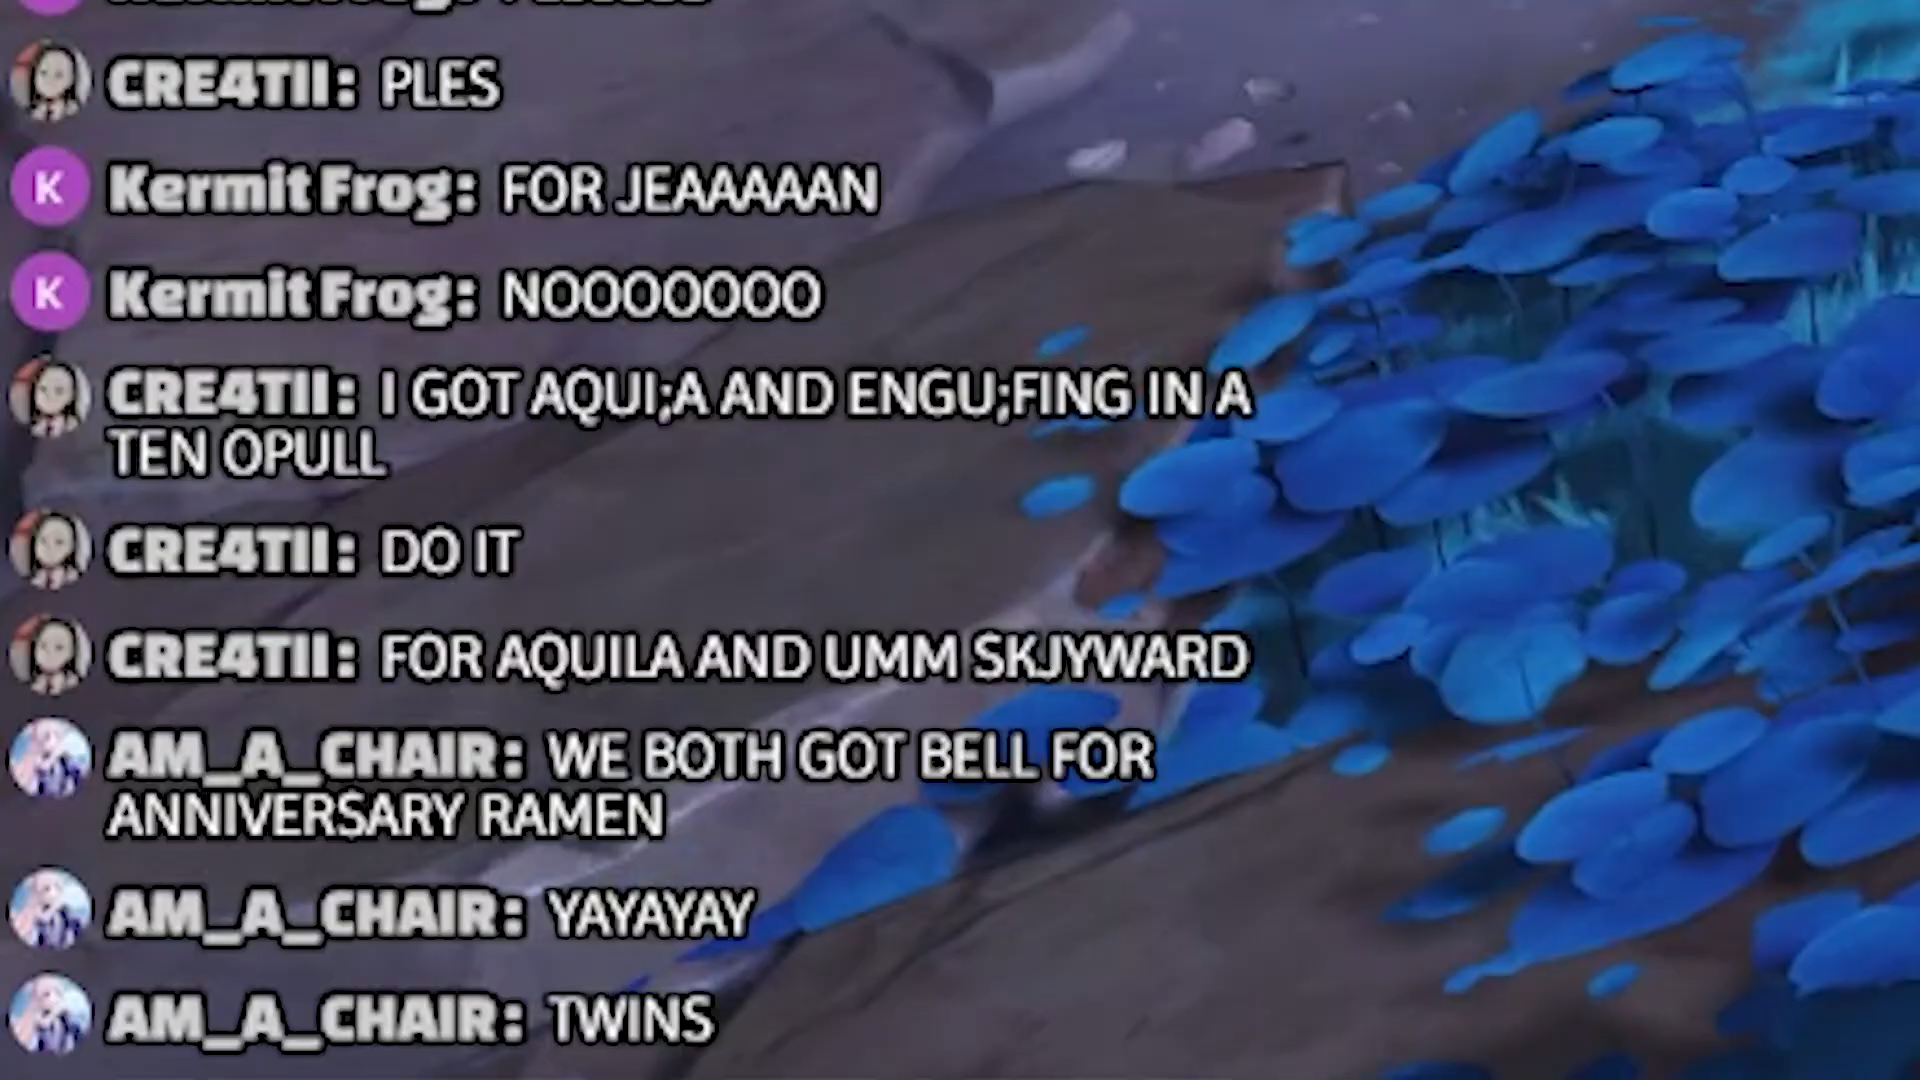 CRE4TII: PLES
K
Kermit Frog: FOR JEAAAAAN
K
Kermit Frog: NOOOOOOO
CRE4TII: I GOT AQUI;A AND ENGU;FING IN A
TEN OPULL
CRE4TII: DO IT
CRE4TII: FOR AQUILA AND UMM SKJYWARD
AM_A_CHAIR: WE BOTH GOT BELL FOR
ANNIVERSARY RAMEN
AM_A_CHAIR: YAYAYAY
AM_A_CHAIR: TWINS